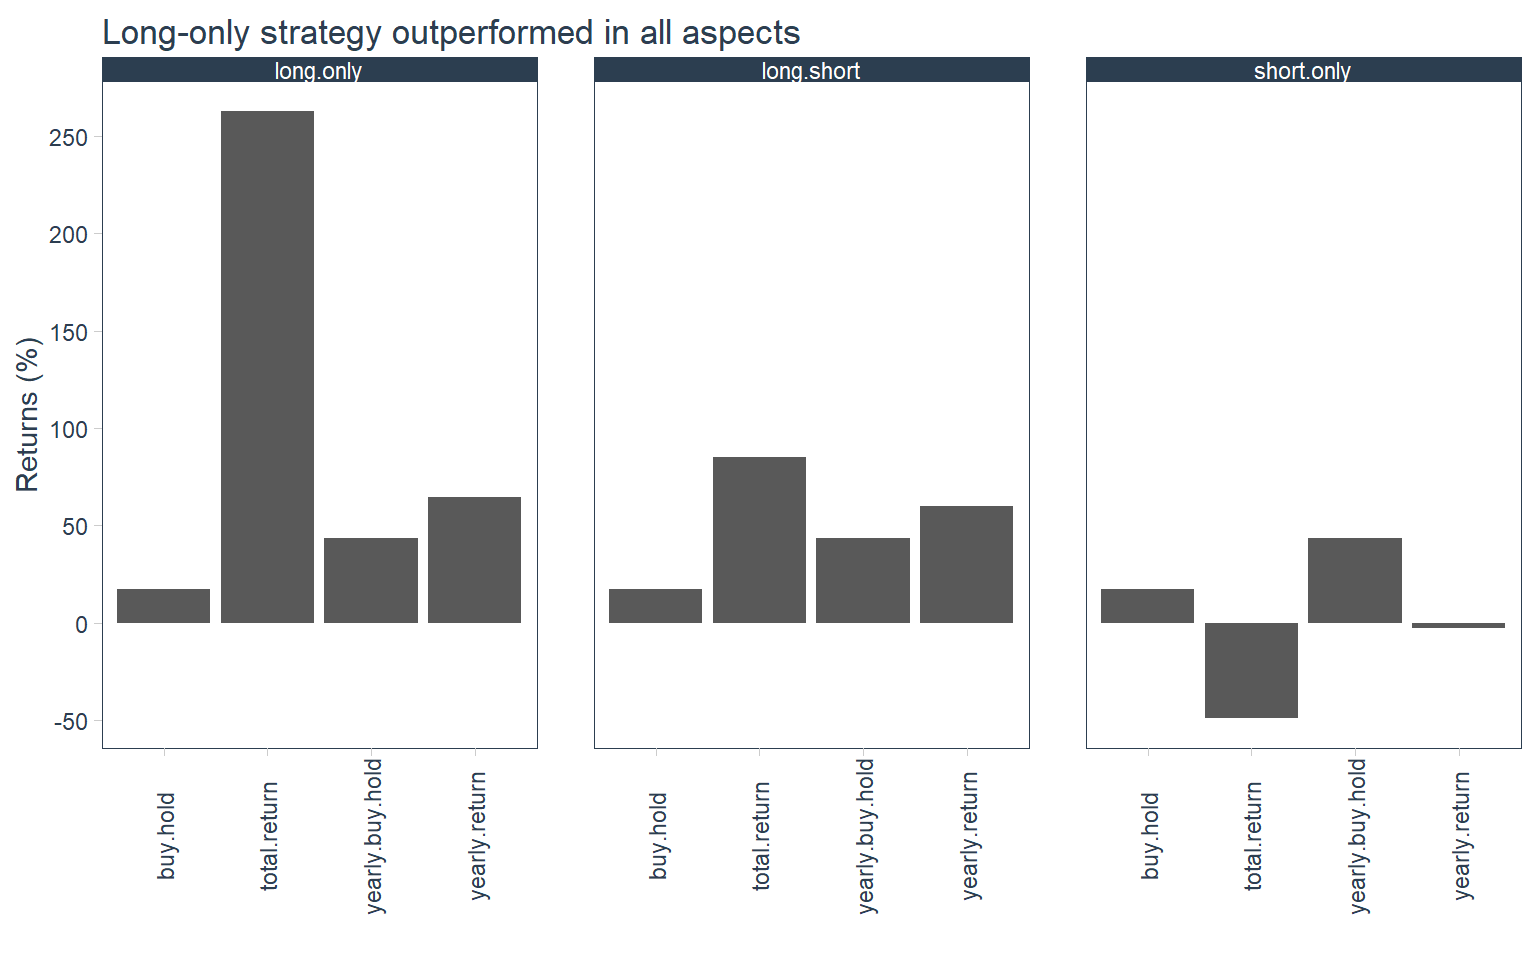 Long-only strategy outperformed in all aspects
long.only
long.short
short.only
Returns (%)
250
200
150
100
50
0
-50
buy.hold
total.return
yearly.buy.hold
yearly.return
buy.hold
total.return
yearly.buy.hold
yearly.return
buy.hold
total.return
yearly.buy.hold
yearly.return